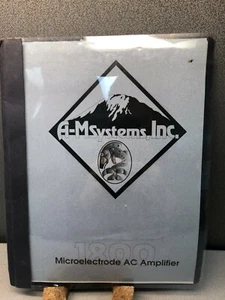 A-M Systems, Inc.
1800
Microelectrode AC Amplifier